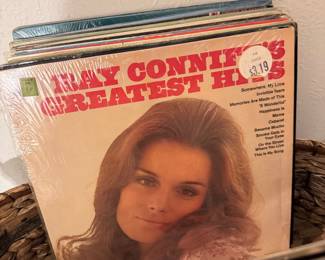 RAY CONNIFF'S
GREATEST HITS
$3.19
Somewhere, My Love
Invisible Tears
Memories Are Made of This
'S Wonderful
Happiness Is
Mame
Cabaret
Besame Mucho
Smoke Gets in
Your Eyes
On the Street
Where You Live
This Is My Song